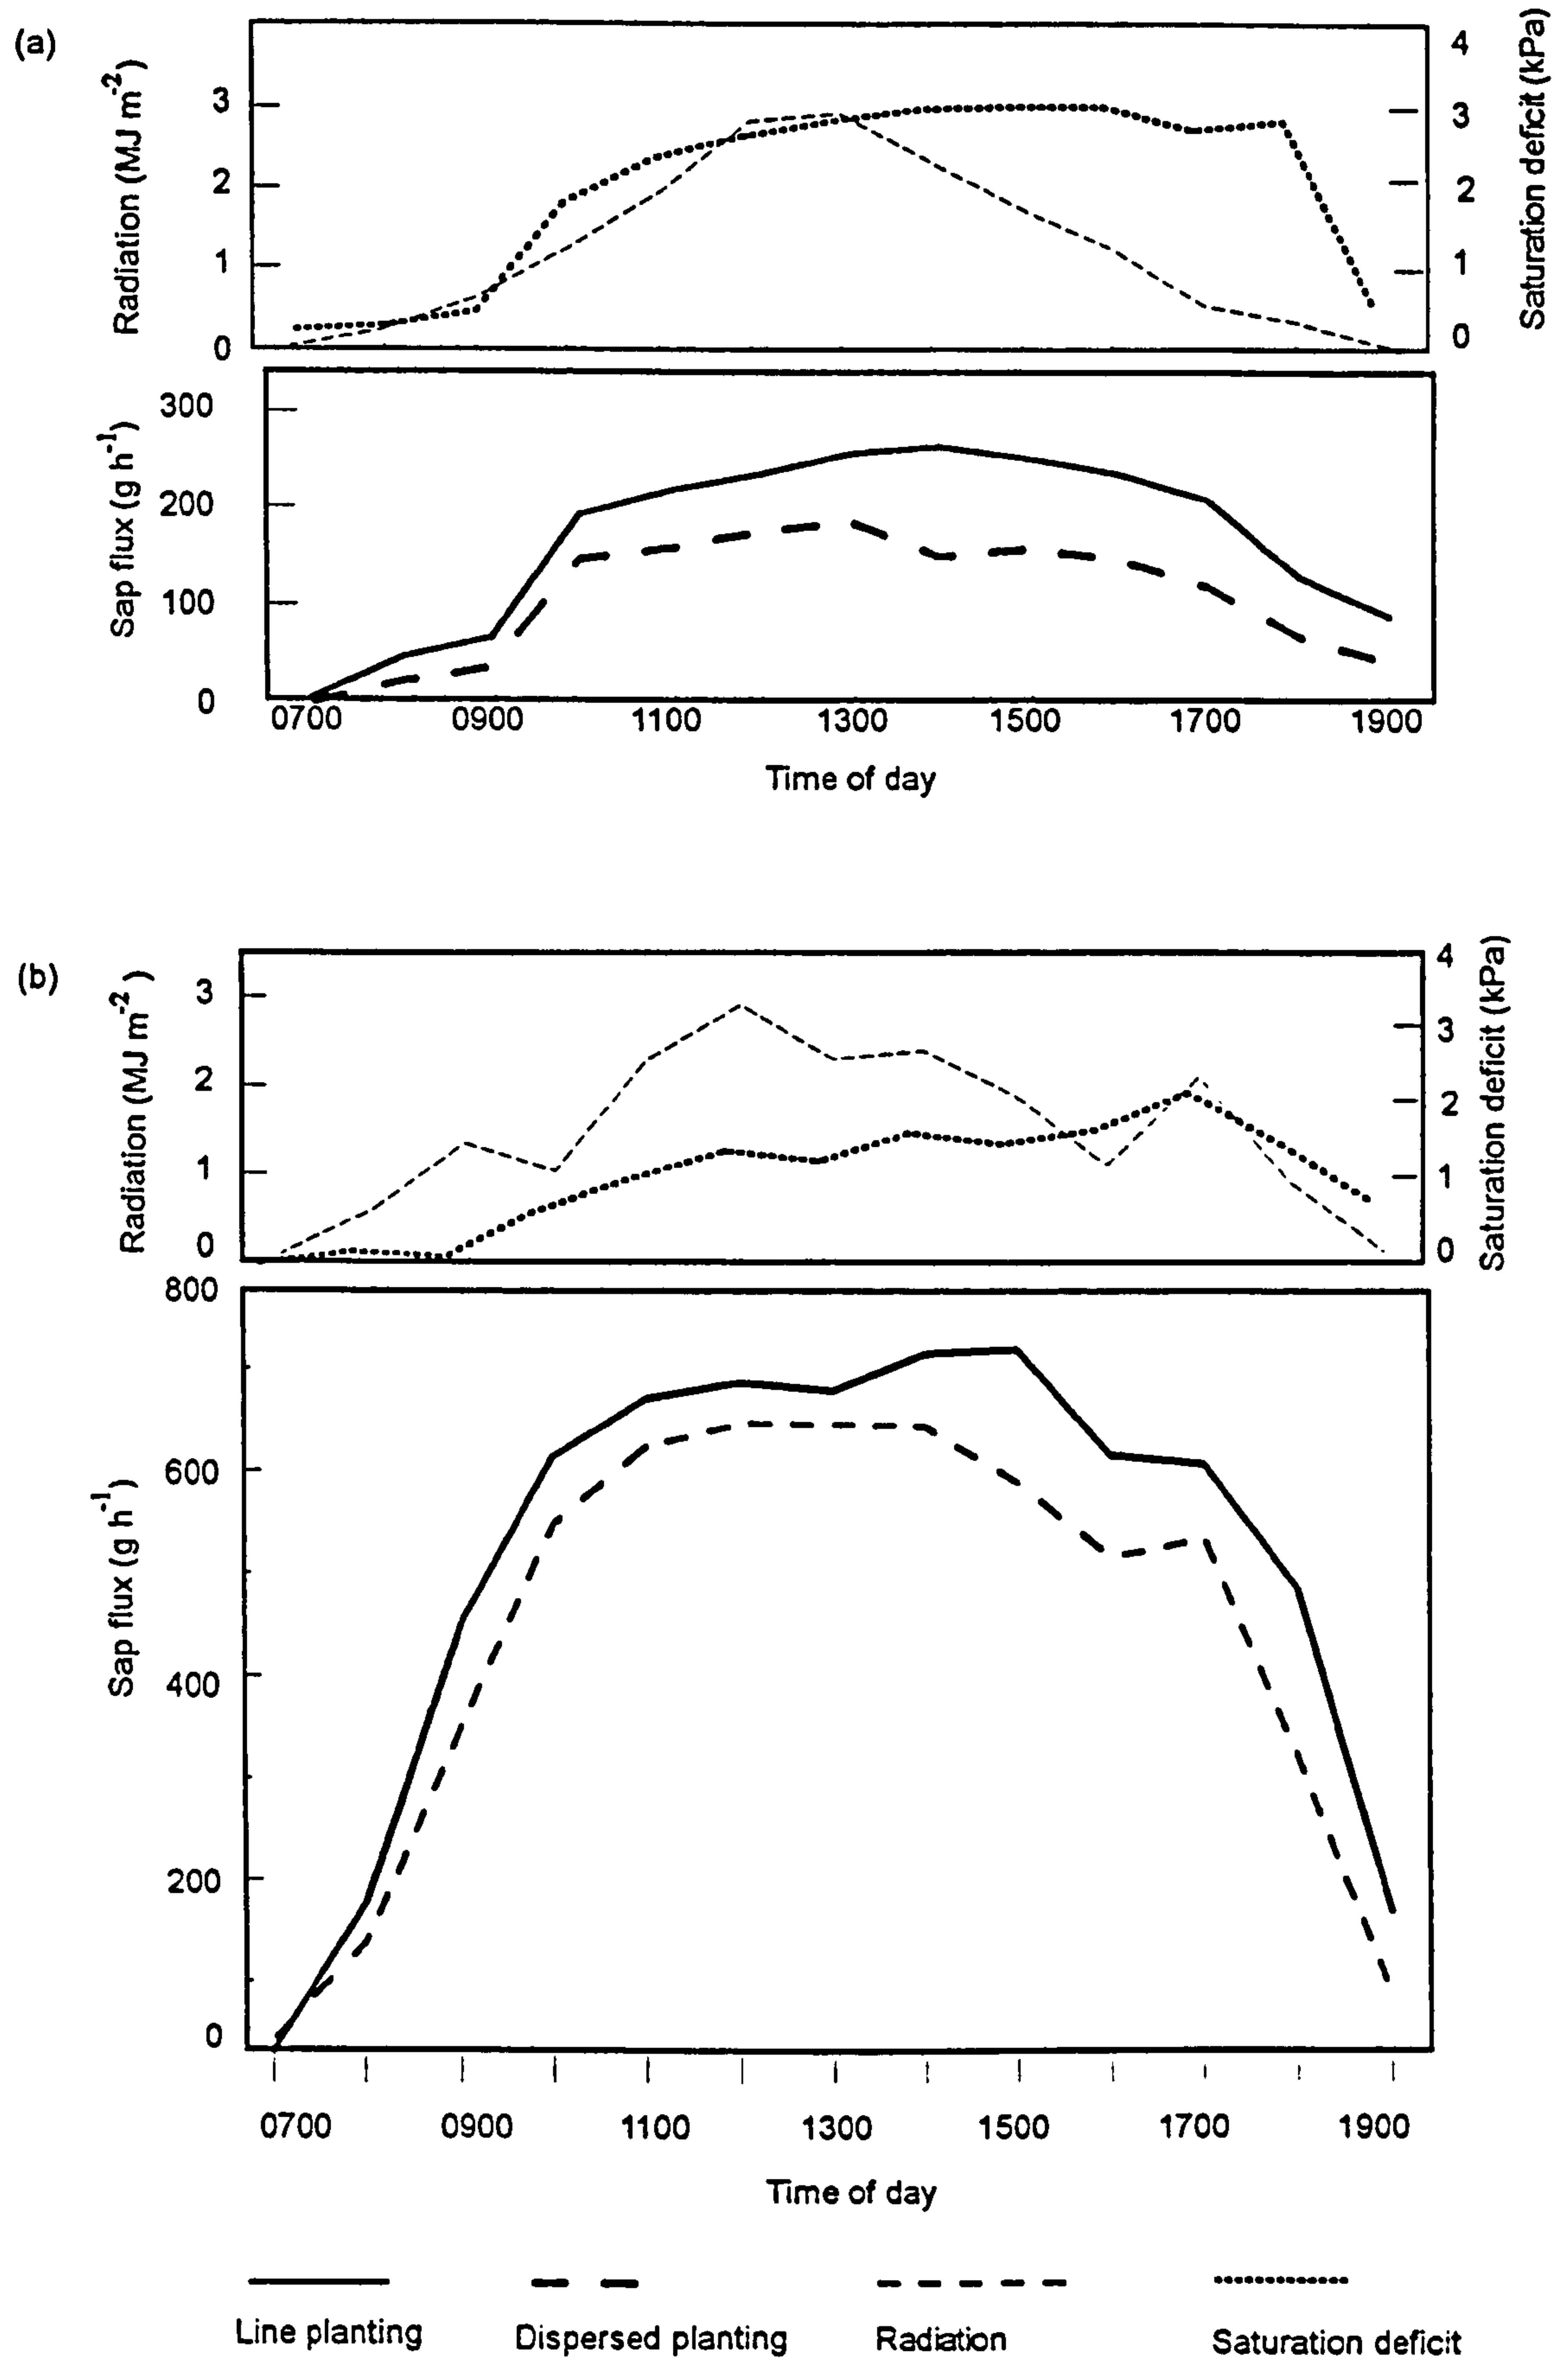 (a)
Radiation (MJ m-2)
3
2
1
0
4
3
2
1
0
Saturation deficit (kPa)
Sap flux (g h-1)
300
200
100
0
0700 0900 1100 1300 1500 1700 1900
Time of day
(b)
Radiation (MJ m-2)
3
2
1
0
4
3
2
1
0
Saturation deficit (kPa)
Sap flux (g h-1)
800
600
400
200
0
0700 0900 1100 1300 1500 1700 1900
Time of day
Line planting Dispersed planting Radiation Saturation deficit